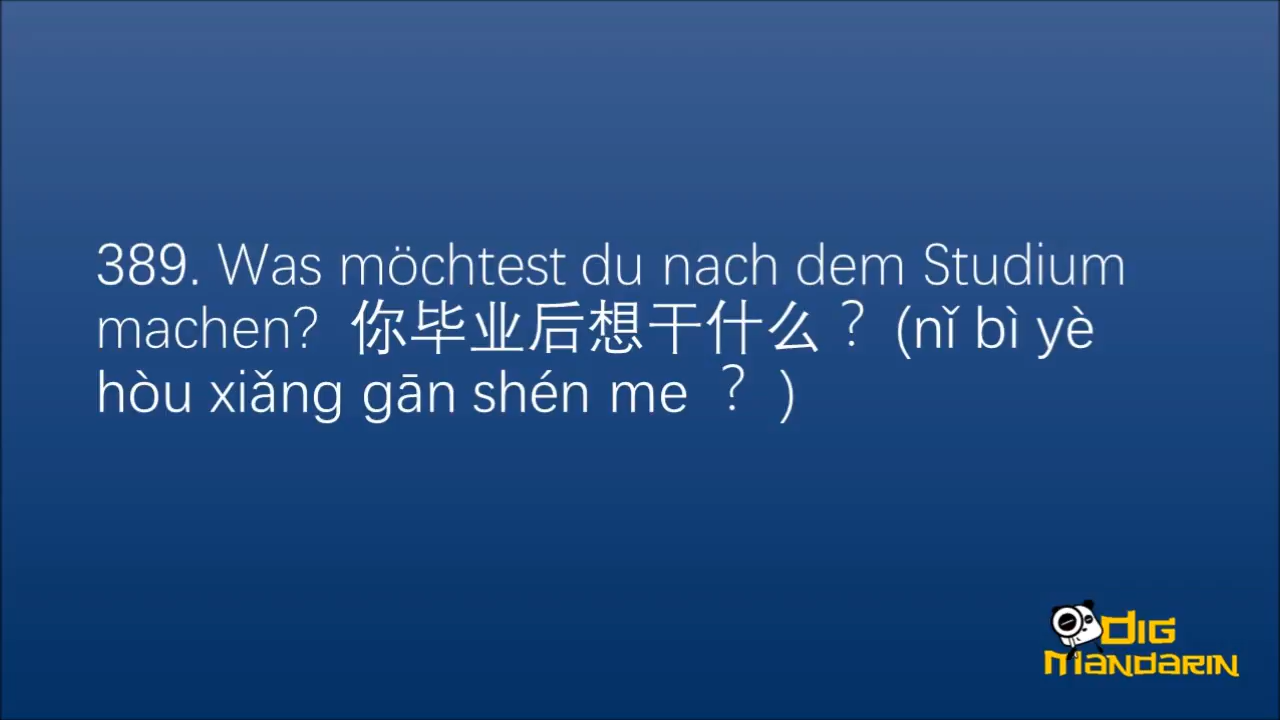 389. Was möchtest du nach dem Studium
machen? 你毕业后想干什么？(nǐ bì yè
hòu xiǎng gān shén me ？)
DIG
MANDARIN